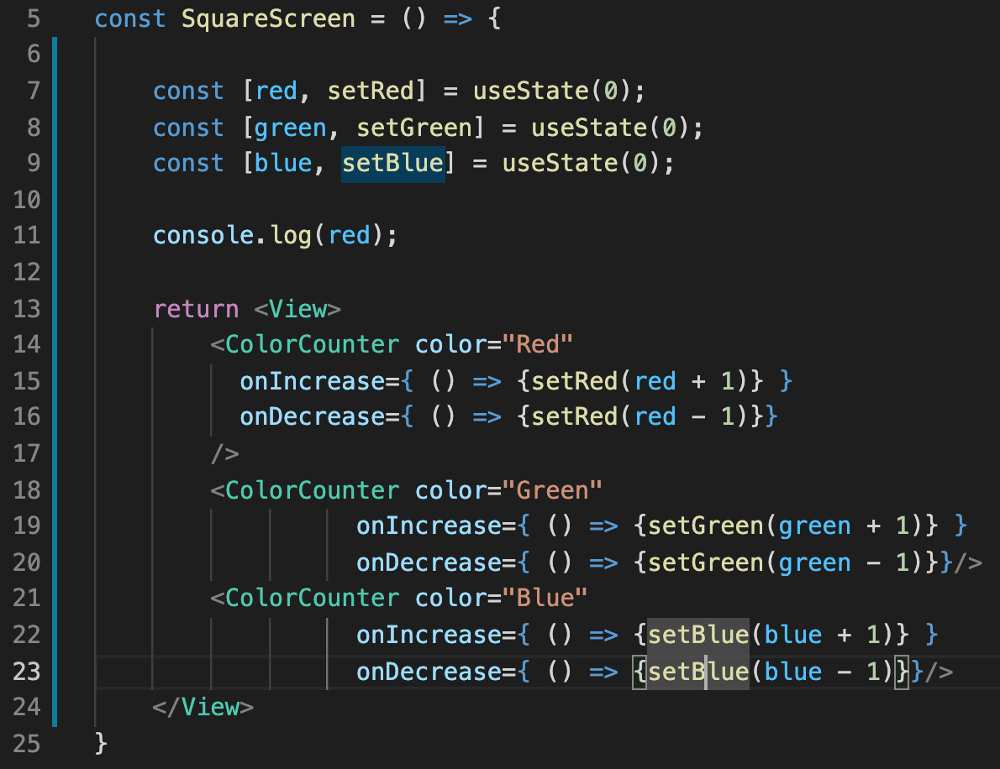 5 const SquareScreen = () => {
6
7 const [red, setRed] = useState(0);
8 const [green, setGreen] = useState(0);
9 const [blue, setBlue] = useState(0);
10
11 console.log(red);
12
13 return <View>
14 <ColorCounter color="Red"
15 onIncrease={ () => {setRed(red + 1)} }
16 onDecrease={ () => {setRed(red - 1)}}
17 />
18 <ColorCounter color="Green"
19 onIncrease={ () => {setGreen(green + 1)} }
20 onDecrease={ () => {setGreen(green - 1)}}/>
21 <ColorCounter color="Blue"
22 onIncrease={ () => {setBlue(blue + 1)} }
23 onDecrease={ () => {setBlue(blue - 1)}}/>
24 </View>
25 }